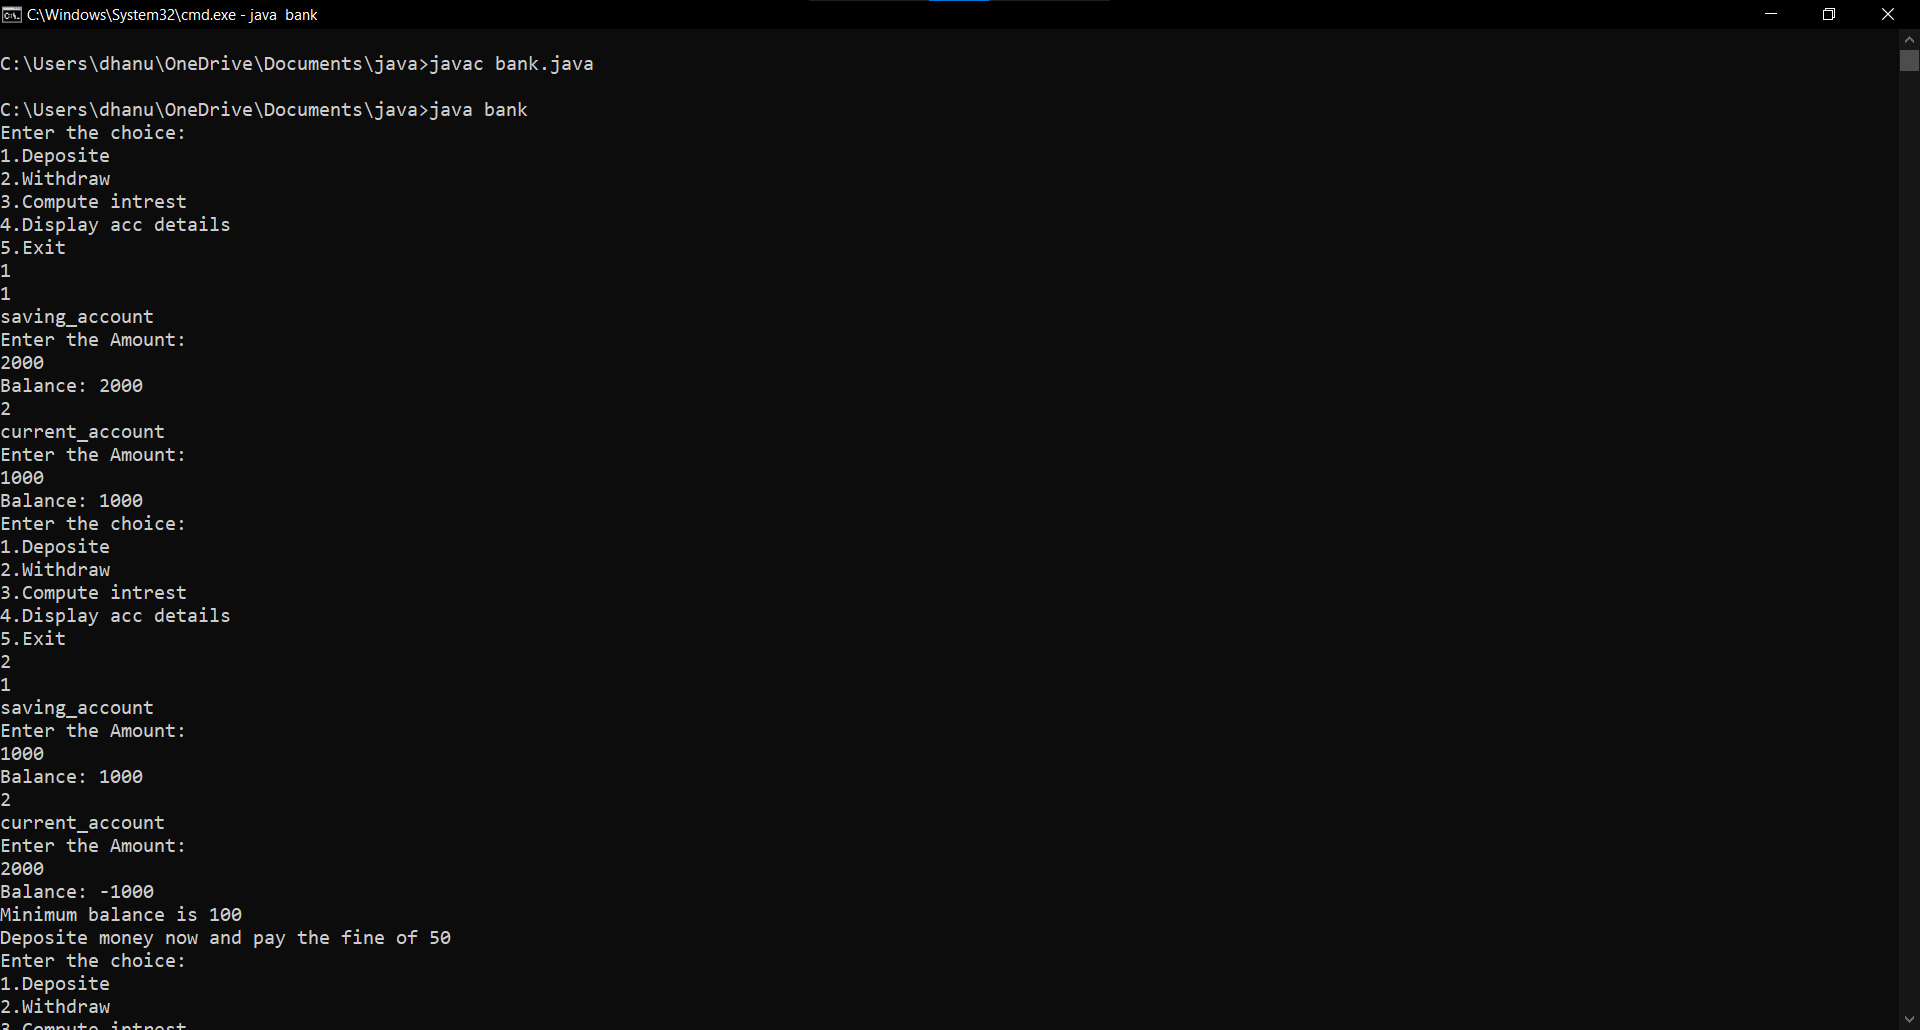 C:\Windows\System32\cmd.exe - java  bank
C:\Users\dhanu\OneDrive\Documents\java>javac bank.java
C:\Users\dhanu\OneDrive\Documents\java>java bank
Enter the choice:
1.Deposite
2.Withdraw
3.Compute intrest
4.Display acc details
5.Exit
1
1
saving_account
Enter the Amount:
2000
Balance: 2000
2
current_account
Enter the Amount:
1000
Balance: 1000
Enter the choice:
1.Deposite
2.Withdraw
3.Compute intrest
4.Display acc details
5.Exit
2
1
saving_account
Enter the Amount:
1000
Balance: 1000
2
current_account
Enter the Amount:
2000
Balance: -1000
Minimum balance is 100
Deposite money now and pay the fine of 50
Enter the choice:
1.Deposite
2.Withdraw
3.Compute intrest